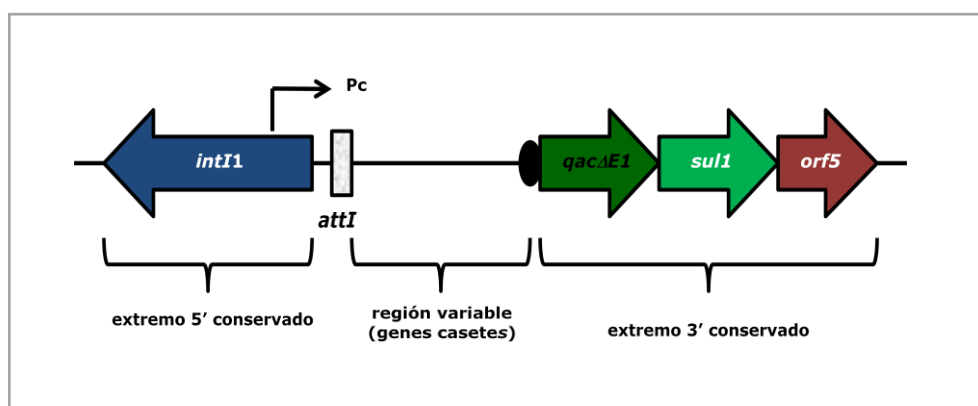 Pc
intI1
attI
qacΔE1
sul1
orf5
extremo 5’ conservado
región variable
(genes casetes)
extremo 3’ conservado